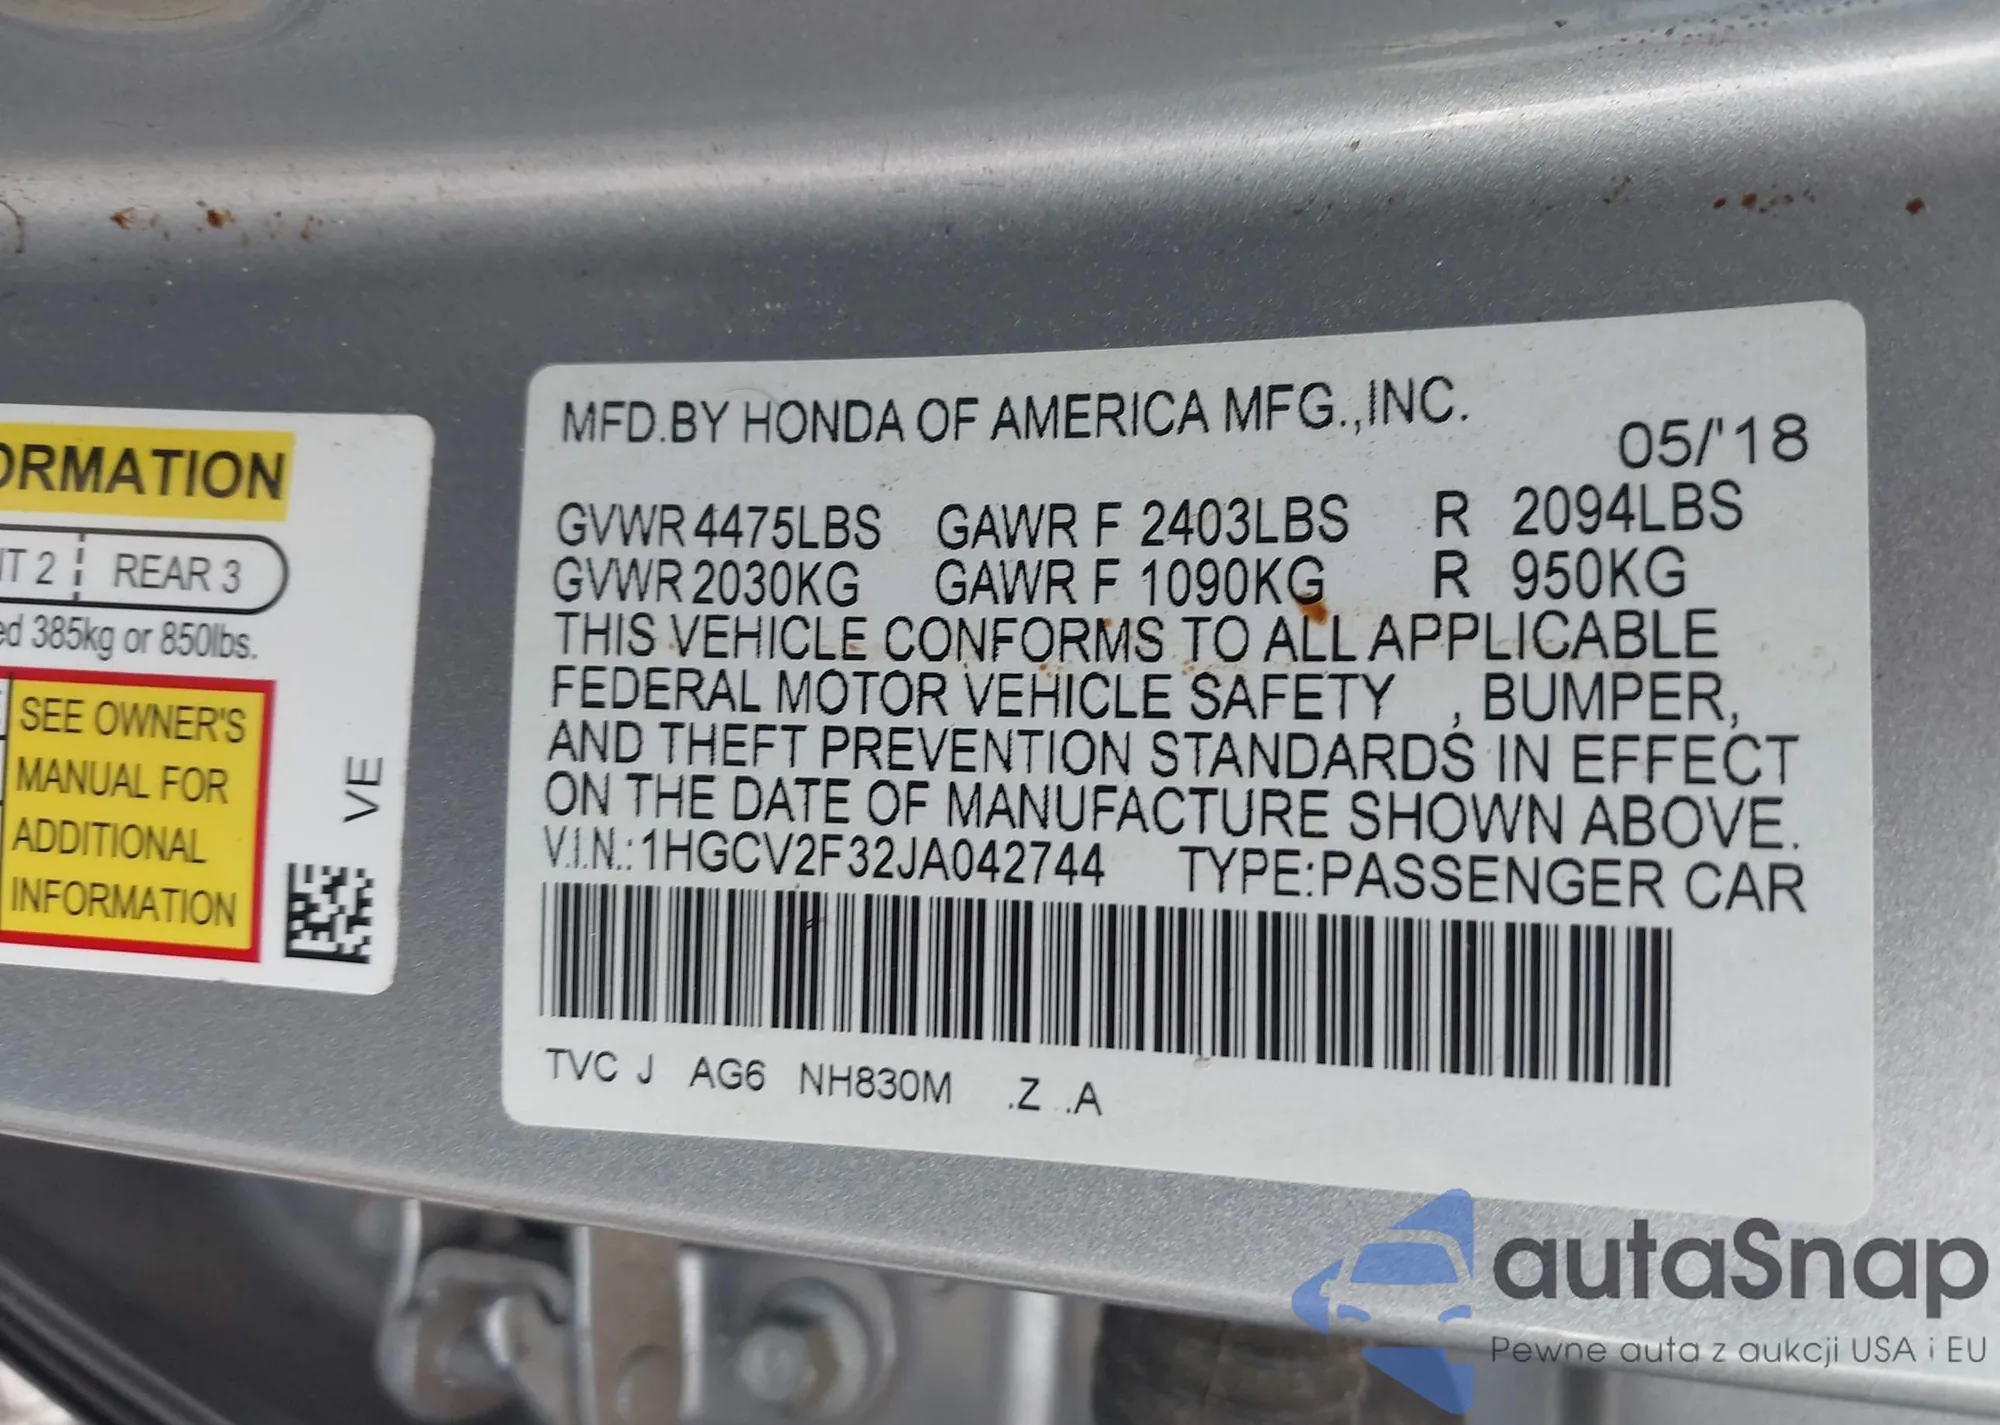 ORMATION
IT 2 REAR 3
ed 385kg or 850lbs.
SEE OWNER'S
MANUAL FOR
ADDITIONAL
INFORMATION
VE
MFD.BY HONDA OF AMERICA MFG.,INC.
05/'18
GVWR 4475LBS GAWR F 2403LBS R 2094LBS
GVWR 2030KG GAWR F 1090KG R 950KG
THIS VEHICLE CONFORMS TO ALL APPLICABLE
FEDERAL MOTOR VEHICLE SAFETY , BUMPER,
AND THEFT PREVENTION STANDARDS IN EFFECT
ON THE DATE OF MANUFACTURE SHOWN ABOVE.
V.I.N.:1HGCV2F32JA042744 TYPE:PASSENGER CAR
TVC J AG6 NH830M .Z .A
autaSnap
Pewne auta z aukcji USA i EU